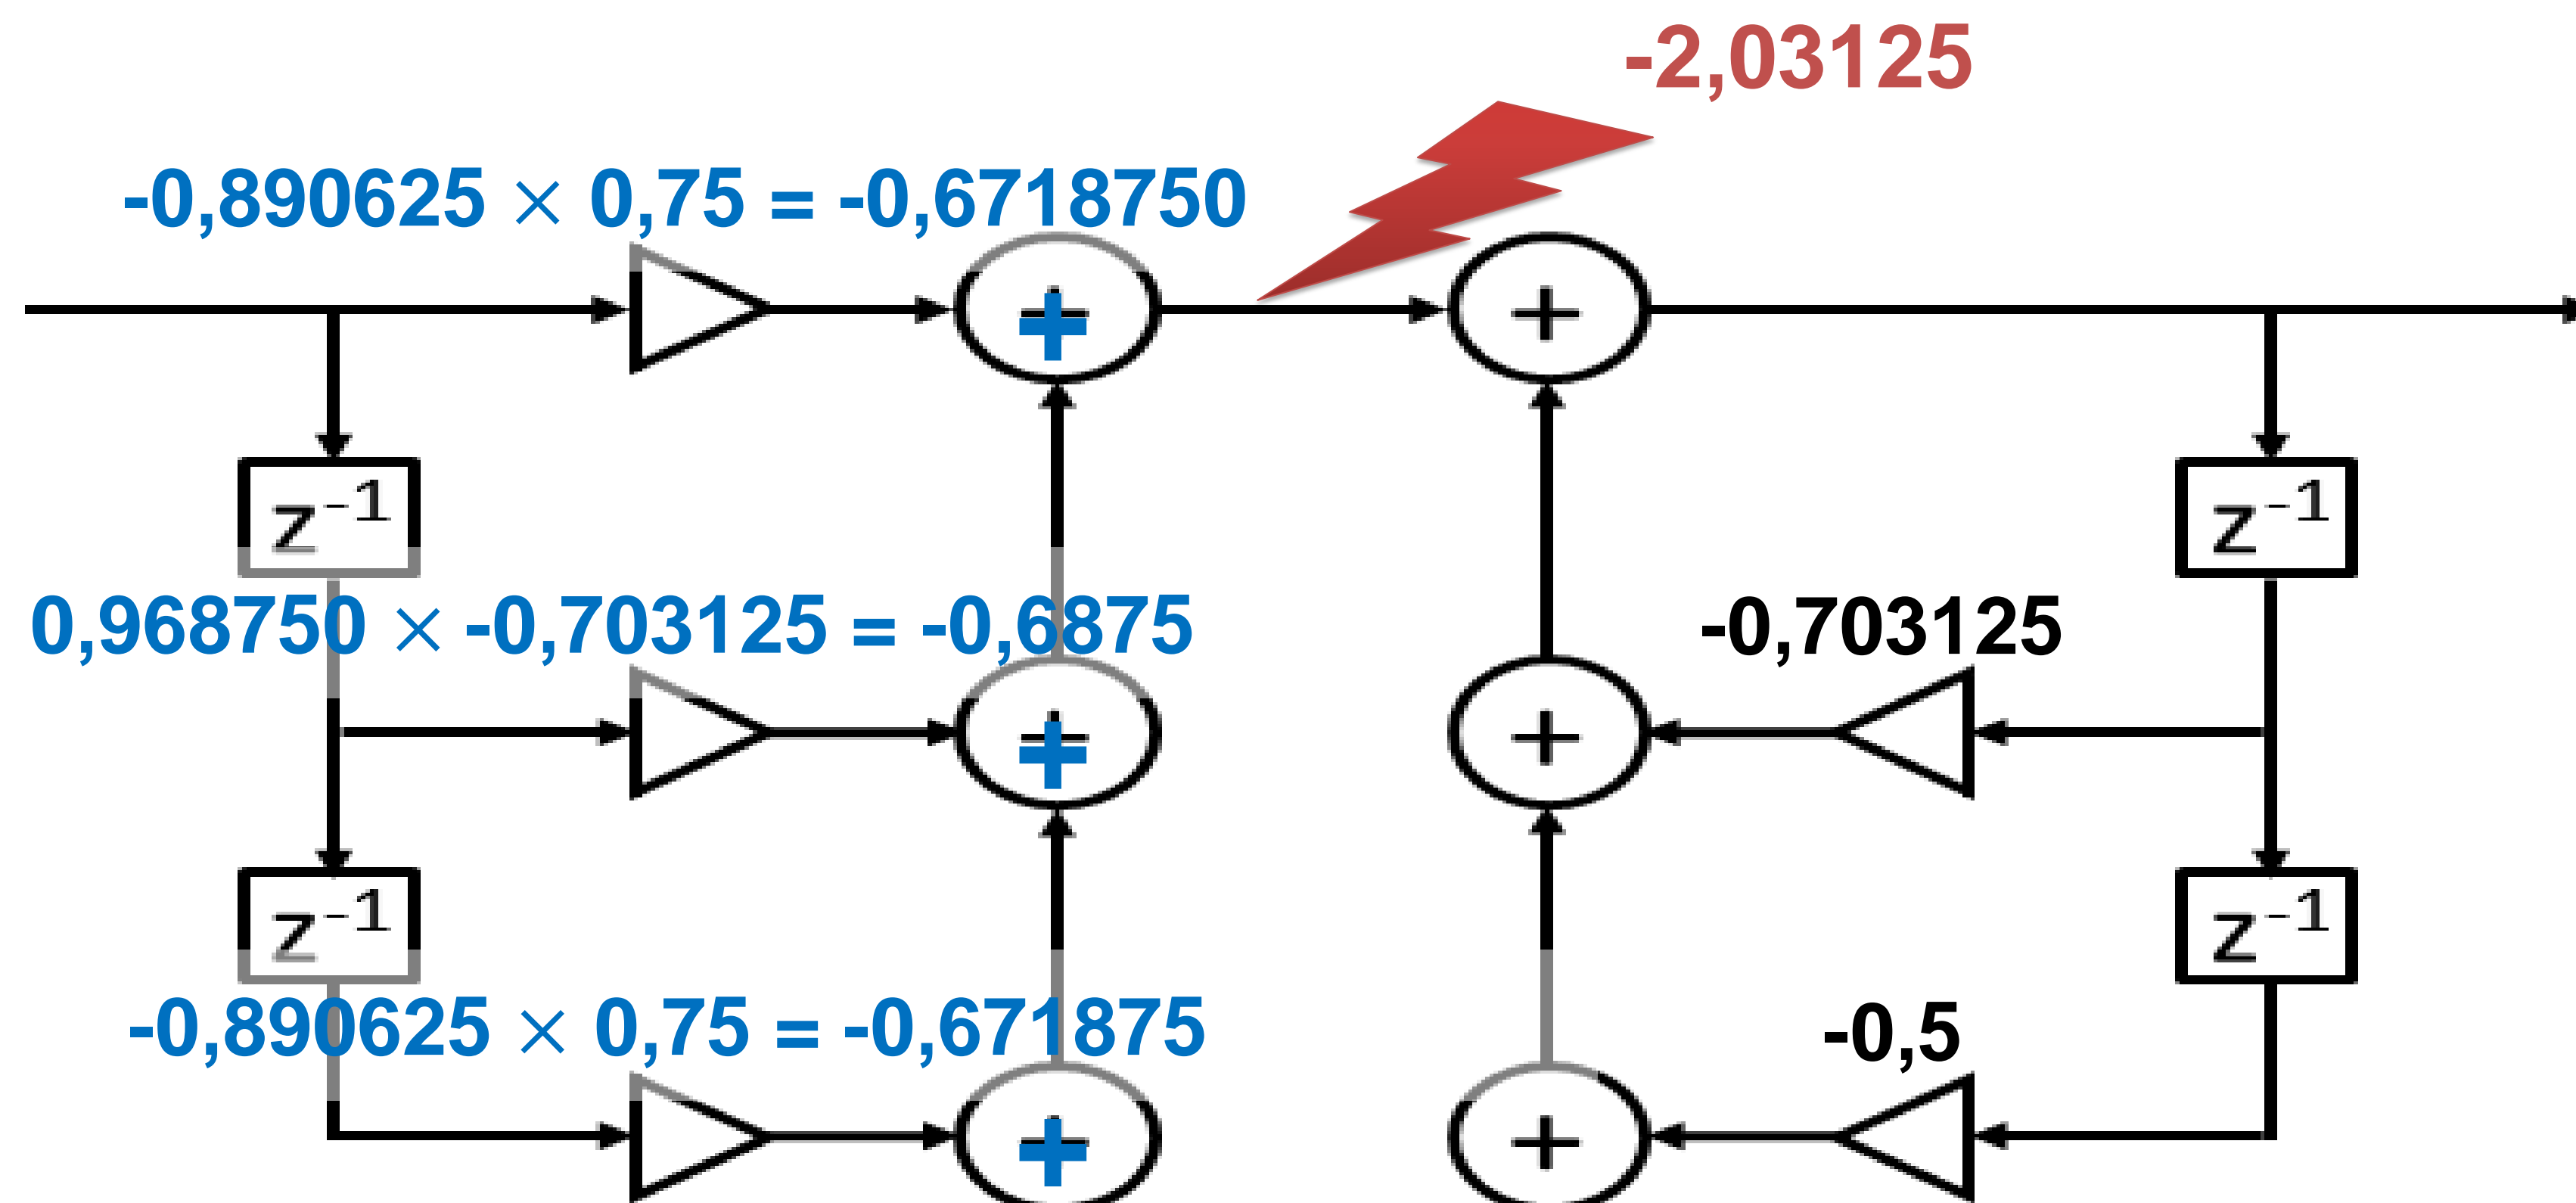 -2,03125
-0,890625 × 0,75 = -0,6718750
+ +
z⁻¹ z⁻¹
0,968750 × -0,703125 = -0,6875
-0,703125
+ +
z⁻¹ z⁻¹
-0,890625 × 0,75 = -0,671875
-0,5
+ +